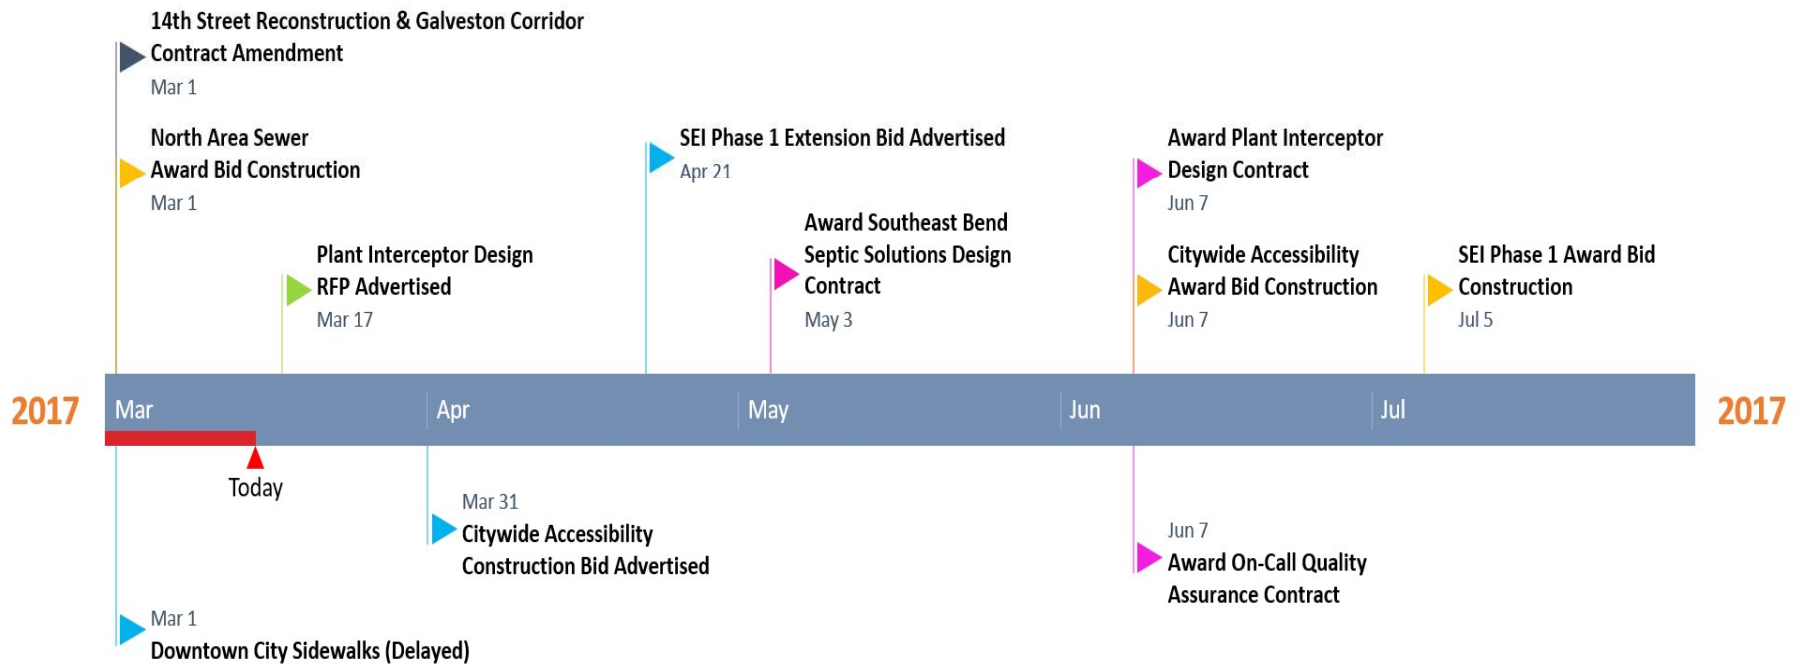 14th Street Reconstruction & Galveston Corridor
Contract Amendment
Mar 1
North Area Sewer
Award Bid Construction
Mar 1
Plant Interceptor Design
RFP Advertised
Mar 17
SEI Phase 1 Extension Bid Advertised
Apr 21
Award Southeast Bend
Septic Solutions Design
Contract
May 3
Award Plant Interceptor
Design Contract
Jun 7
Citywide Accessibility
Award Bid Construction
Jun 7
SEI Phase 1 Award Bid
Construction
Jul 5
2017
Mar
Apr
May
Jun
Jul
2017
Today
Mar 31
Citywide Accessibility
Construction Bid Advertised
Jun 7
Award On-Call Quality
Assurance Contract
Mar 1
Downtown City Sidewalks (Delayed)